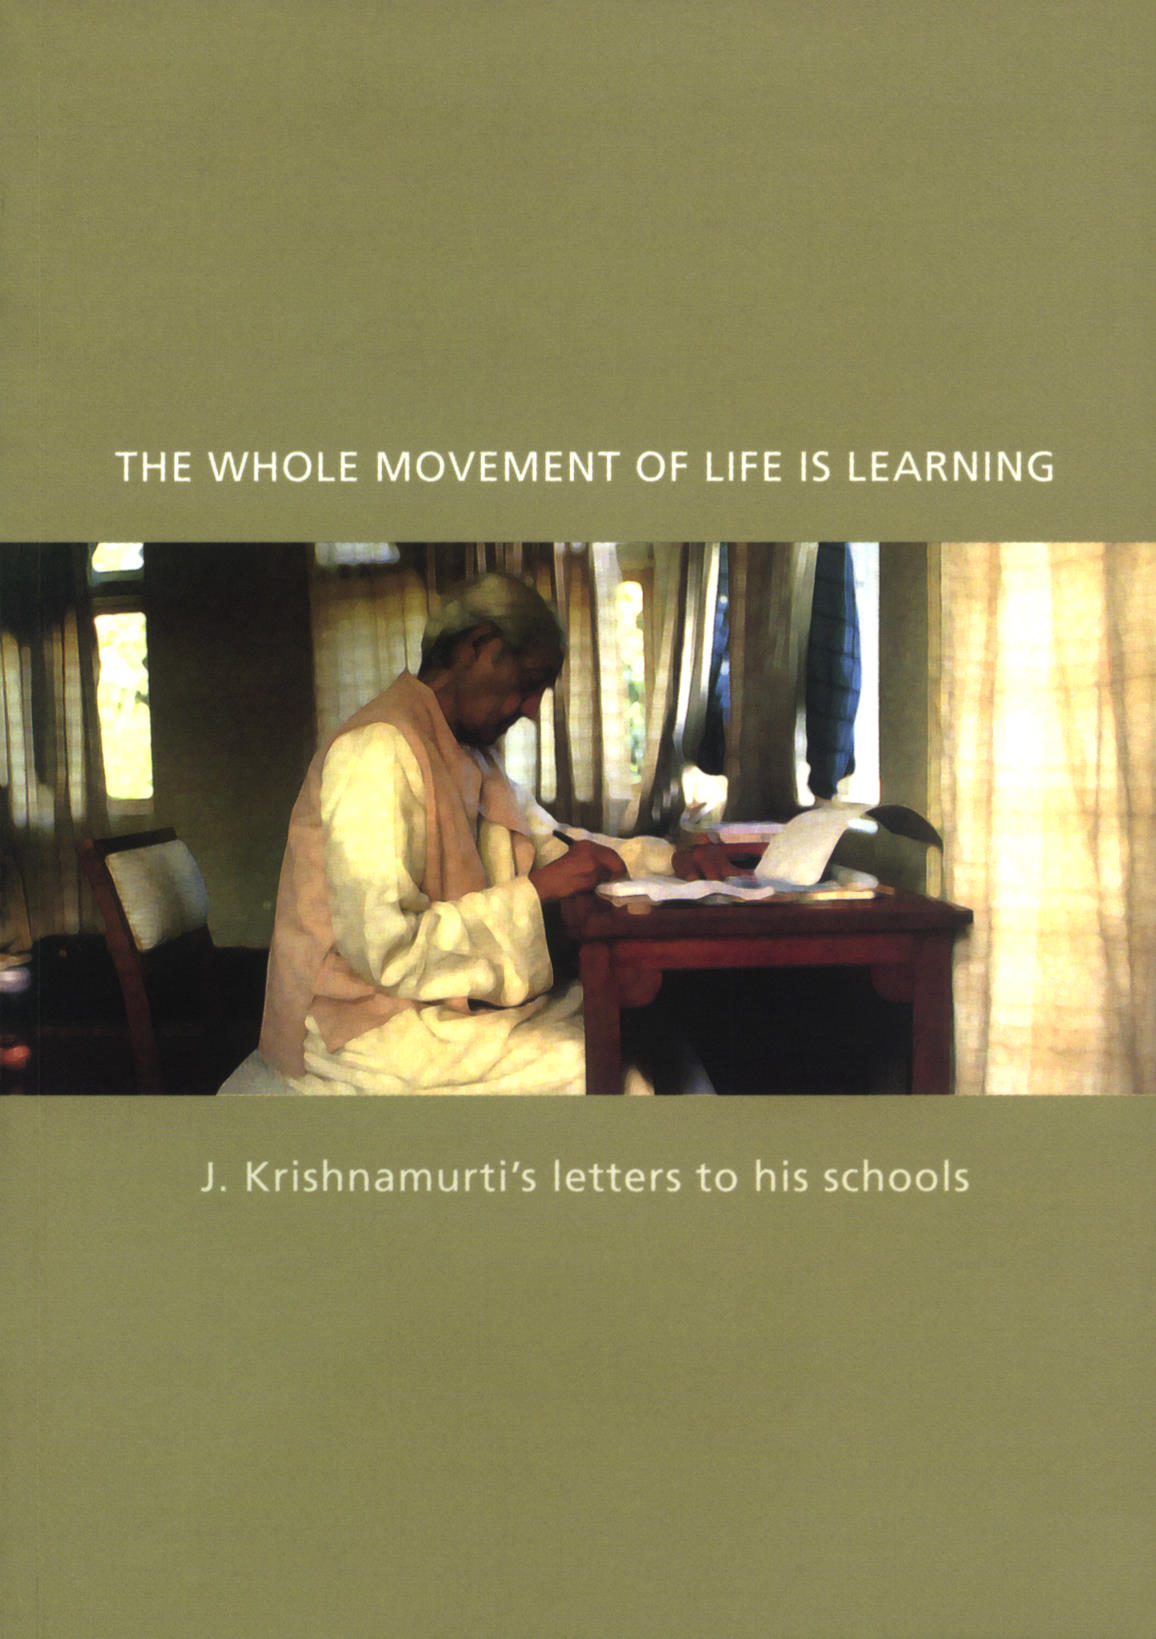 THE WHOLE MOVEMENT OF LIFE IS LEARNING
J. Krishnamurti’s letters to his schools